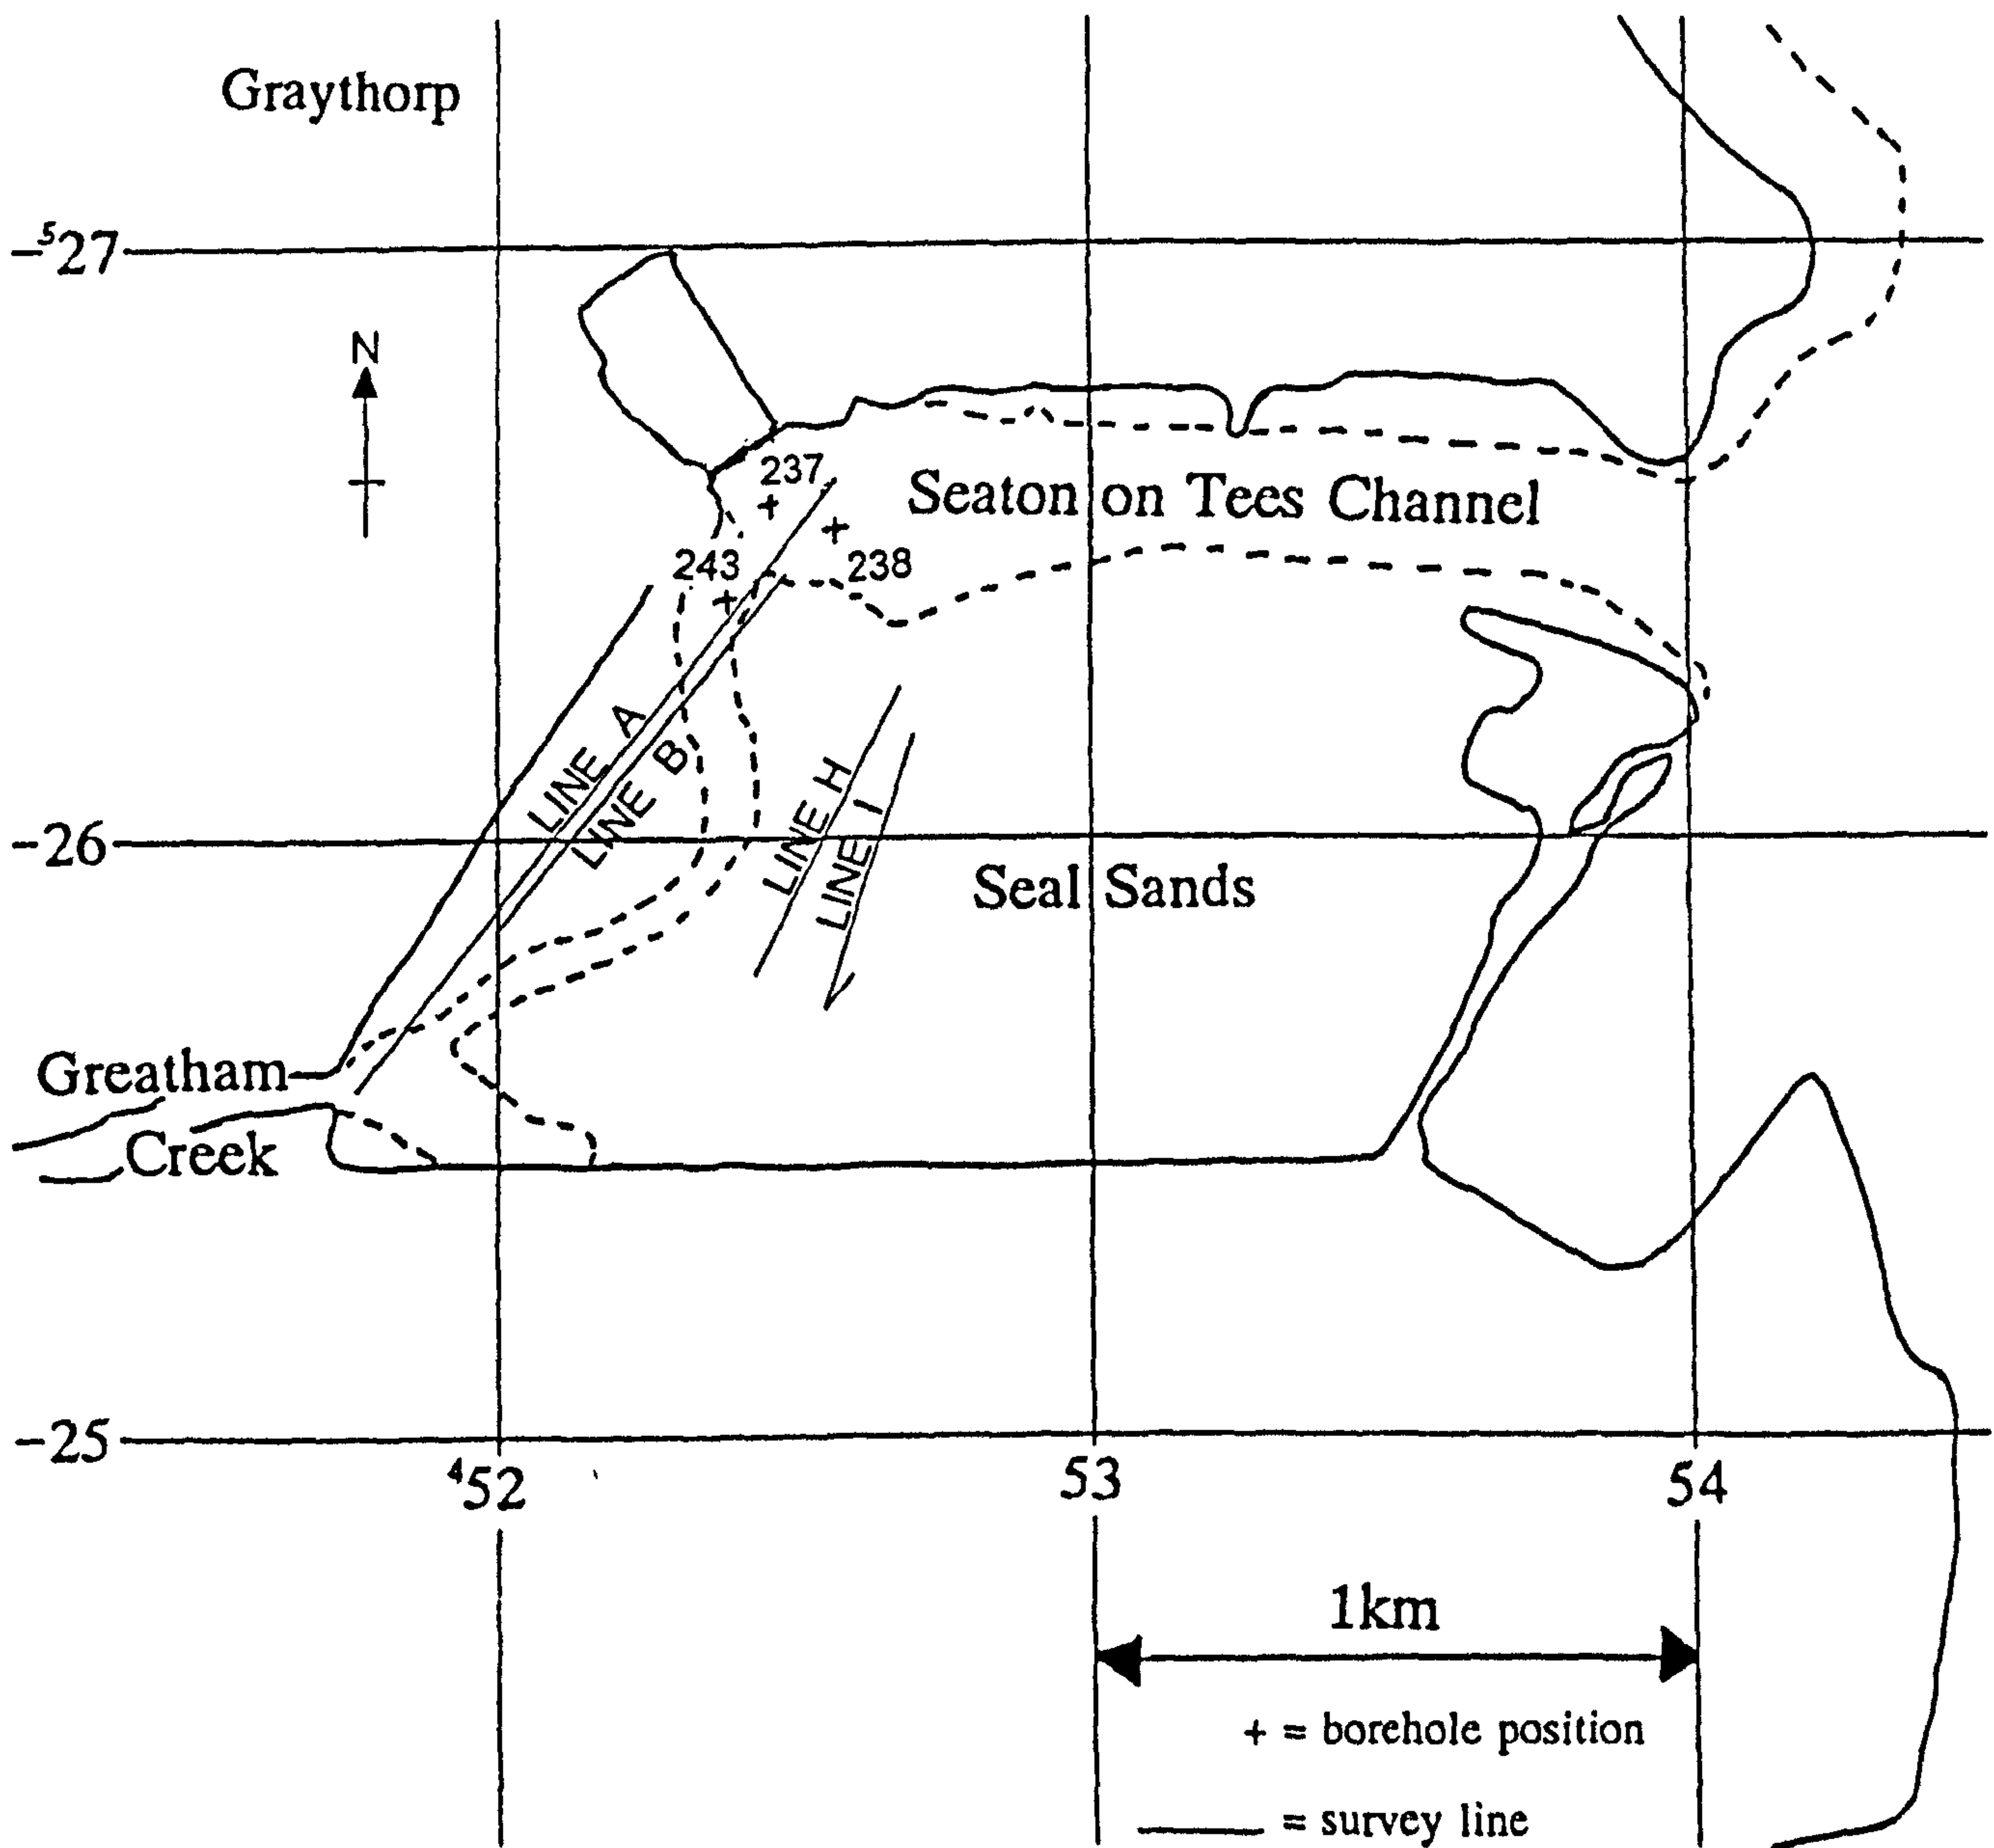 Graythorp
-⁵27
N
237
Seaton on Tees Channel
243
238
LINE A
LINE B
LINE H
LINE I
-26
Seal Sands
Greatham
Creek
-25
⁴52
53
54
1km
+ = borehole position
= survey line